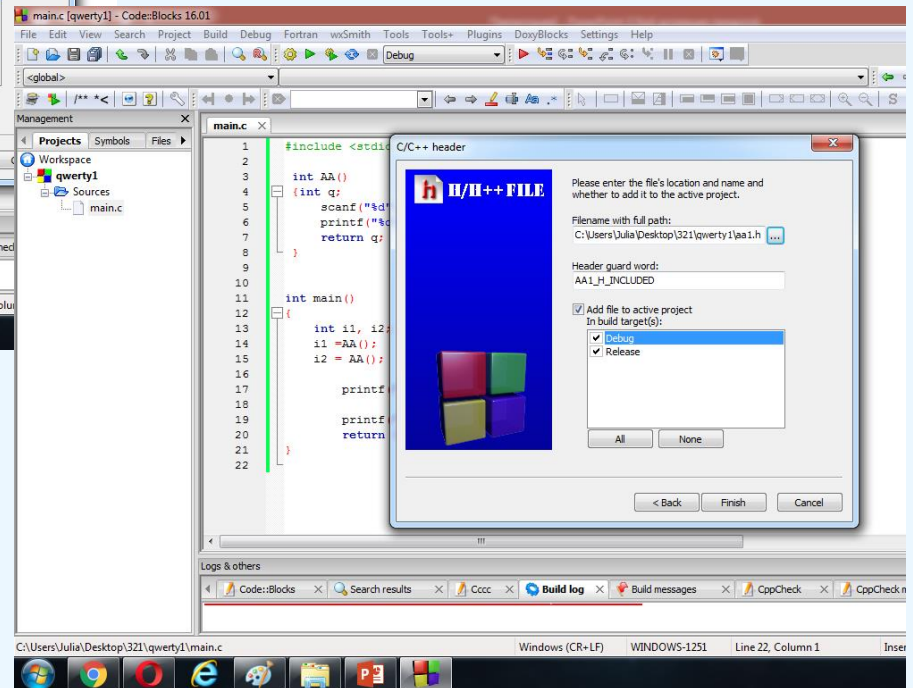 main.c [qwerty1] - Code::Blocks 16.01
File Edit View Search Project Build Debug Fortran wxSmith Tools Tools+ Plugins DoxyBlocks Settings Help
Debug
<global>
/** *<
S
Management
Projects Symbols Files
Workspace
qwerty1
Sources
main.c
main.c
1 #include <stdio
2
3 int AA()
4 {int q;
5 scanf("%d"
6 printf("%d
7 return q;
8 }
9
10
11 int main()
12 {
13 int i1, i2;
14 i1 =AA();
15 i2 = AA();
16
17 printf(
18
19 printf(
20 return
21 }
22
C/C++ header
H/H++ FILE
Please enter the file's location and name and
whether to add it to the active project.
Filename with full path:
C:\Users\Julia\Desktop\321\qwerty1\aa1.h ...
Header guard word:
AA1_H_INCLUDED
Add file to active project
In build target(s):
Debug
Release
All None
< Back Finish Cancel
Logs & others
Code::Blocks Search results Cccc Build log Build messages CppCheck CppCheck
C:\Users\Julia\Desktop\321\qwerty1\main.c Windows (CR+LF) WINDOWS-1251 Line 22, Column 1 Inser